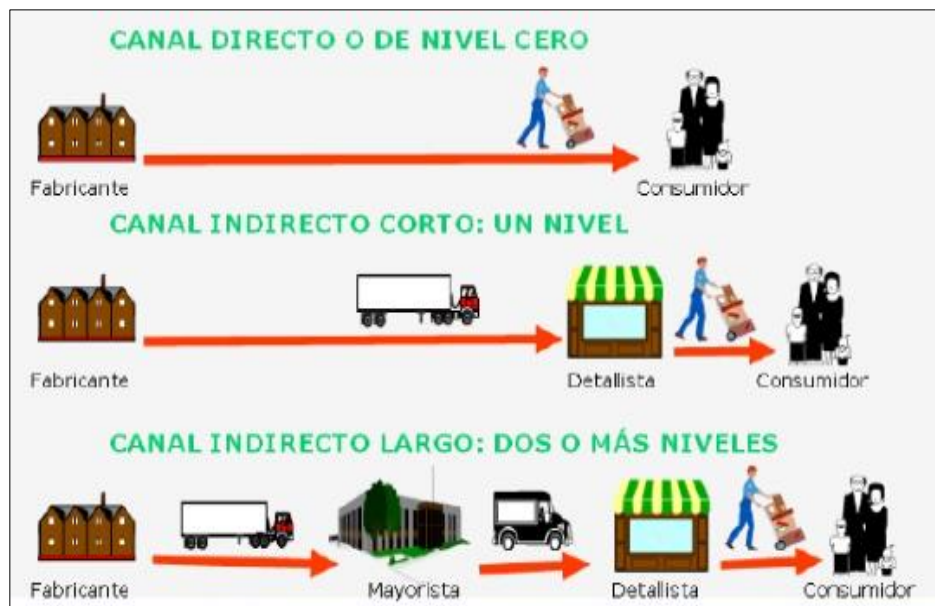 CANAL DIRECTO O DE NIVEL CERO
Fabricante Consumidor
CANAL INDIRECTO CORTO: UN NIVEL
Fabricante Detallista Consumidor
CANAL INDIRECTO LARGO: DOS O MÁS NIVELES
Fabricante Mayorista Detallista Consumidor